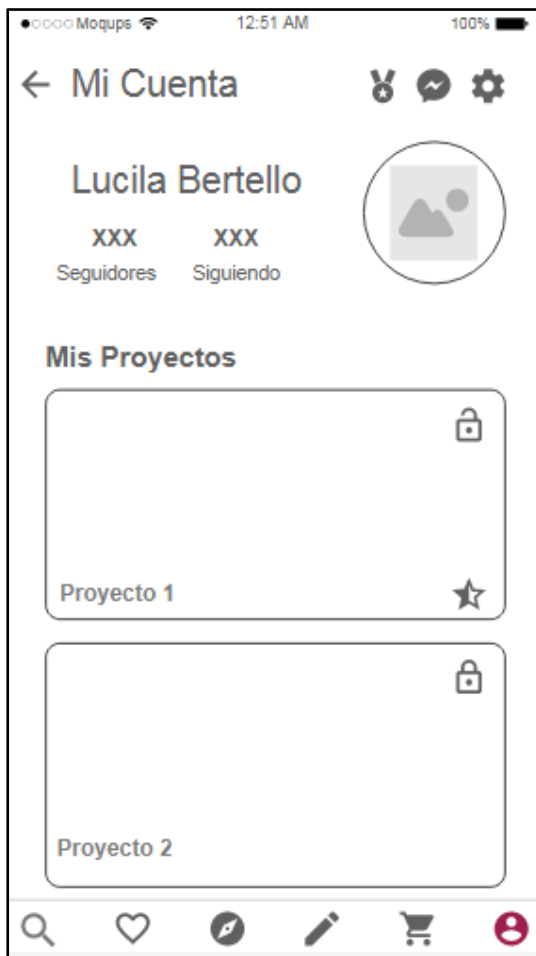 Moqups 12:51 AM 100%
Mi Cuenta
Lucila Bertello
XXX XXX
Seguidores Siguiendo
Mis Proyectos
Proyecto 1
Proyecto 2